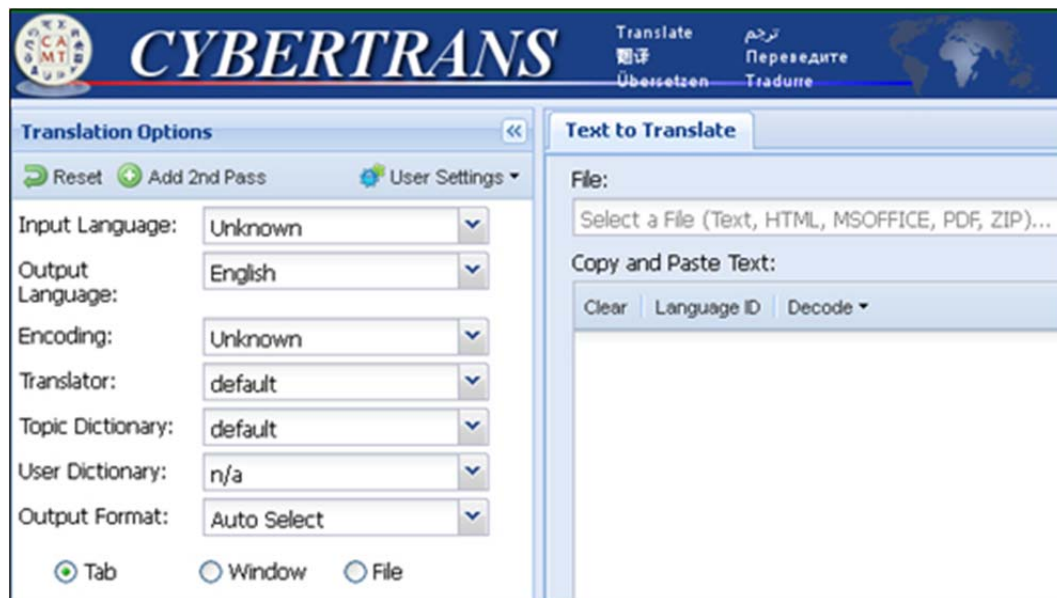 CA
MT
CYBERTRANS
Translate
翻译
Übersetzen
ترجم
Переведите
Tradurre
Translation Options
Reset Add 2nd Pass User Settings
Input Language: Unknown
Output
Language: English
Encoding: Unknown
Translator: default
Topic Dictionary: default
User Dictionary: n/a
Output Format: Auto Select
Tab Window File
Text to Translate
File:
Select a File (Text, HTML, MSOFFICE, PDF, ZIP)...
Copy and Paste Text:
Clear Language ID Decode